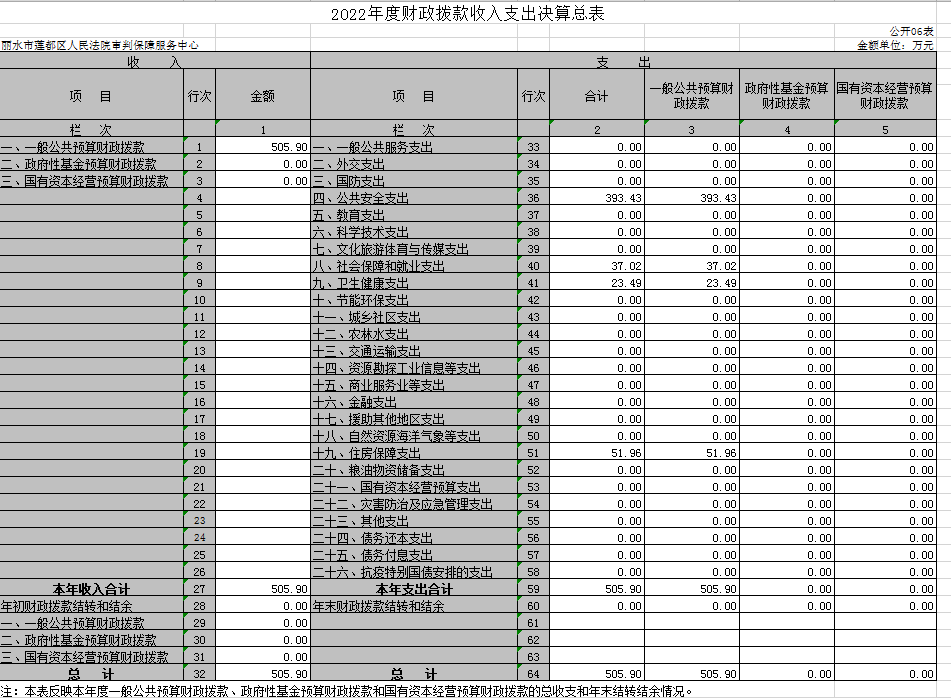 2022年度财政拨款收入支出决算总表
公开06表
丽水市莲都区人民法院审判保障服务中心 金额单位：万元
收 入 支 出
项 目 行次 金额 项 目 行次 合计 一般公共预算财政拨款 政府性基金预算财政拨款 国有资本经营预算财政拨款
栏 次 1 栏 次 2 3 4 5
一、一般公共预算财政拨款 1 505.90 一、一般公共服务支出 33 0.00 0.00 0.00 0.00
二、政府性基金预算财政拨款 2 0.00 二、外交支出 34 0.00 0.00 0.00 0.00
三、国有资本经营预算财政拨款 3 0.00 三、国防支出 35 0.00 0.00 0.00 0.00
4 四、公共安全支出 36 393.43 393.43 0.00 0.00
5 五、教育支出 37 0.00 0.00 0.00 0.00
6 六、科学技术支出 38 0.00 0.00 0.00 0.00
7 七、文化旅游体育与传媒支出 39 0.00 0.00 0.00 0.00
8 八、社会保障和就业支出 40 37.02 37.02 0.00 0.00
9 九、卫生健康支出 41 23.49 23.49 0.00 0.00
10 十、节能环保支出 42 0.00 0.00 0.00 0.00
11 十一、城乡社区支出 43 0.00 0.00 0.00 0.00
12 十二、农林水支出 44 0.00 0.00 0.00 0.00
13 十三、交通运输支出 45 0.00 0.00 0.00 0.00
14 十四、资源勘探工业信息等支出 46 0.00 0.00 0.00 0.00
15 十五、商业服务业等支出 47 0.00 0.00 0.00 0.00
16 十六、金融支出 48 0.00 0.00 0.00 0.00
17 十七、援助其他地区支出 49 0.00 0.00 0.00 0.00
18 十八、自然资源海洋气象等支出 50 0.00 0.00 0.00 0.00
19 十九、住房保障支出 51 51.96 51.96 0.00 0.00
20 二十、粮油物资储备支出 52 0.00 0.00 0.00 0.00
21 二十一、国有资本经营预算支出 53 0.00 0.00 0.00 0.00
22 二十二、灾害防治及应急管理支出 54 0.00 0.00 0.00 0.00
23 二十三、其他支出 55 0.00 0.00 0.00 0.00
24 二十四、债务还本支出 56 0.00 0.00 0.00 0.00
25 二十五、债务付息支出 57 0.00 0.00 0.00 0.00
26 二十六、抗疫特别国债安排的支出 58 0.00 0.00 0.00 0.00
本年收入合计 27 505.90 本年支出合计 59 505.90 505.90 0.00 0.00
年初财政拨款结转和结余 28 0.00 年末财政拨款结转和结余 60 0.00 0.00 0.00 0.00
一、一般公共预算财政拨款 29 0.00 61
二、政府性基金预算财政拨款 30 0.00 62
三、国有资本经营预算财政拨款 31 0.00 63
总 计 32 505.90 总 计 64 505.90 505.90 0.00 0.00
注：本表反映本年度一般公共预算财政拨款、政府性基金预算财政拨款和国有资本经营预算财政拨款的总收支和年末结转结余情况。